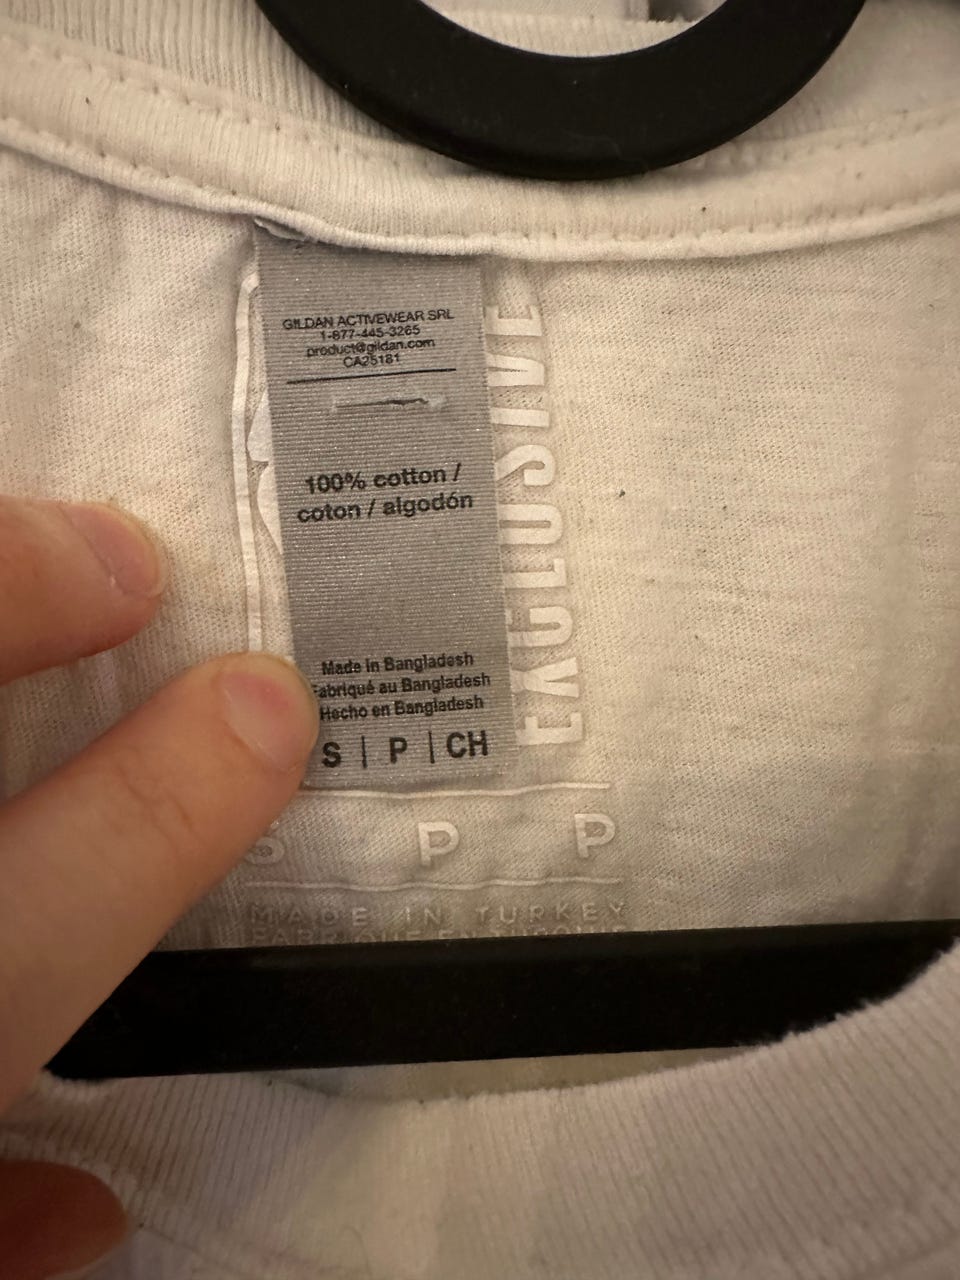 GILDAN ACTIVEWEAR SRL
1-877-445-3265
product@gildan.com
CA25181
100% cotton /
coton / algodón
Made in Bangladesh
Fabriqué au Bangladesh
Hecho en Bangladesh
S | P | CH
EXCLUSIVE
S P P
MADE IN TURKEY